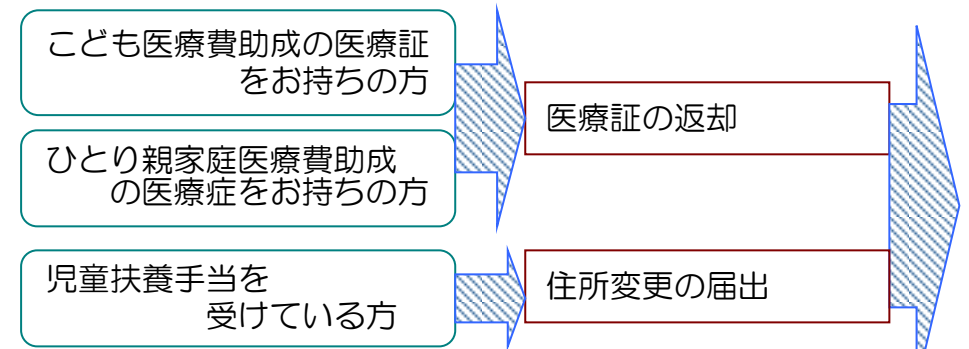 こども医療費助成の医療証
をお持ちの方
医療証の返却
ひとり親家庭医療費助成
の医療症をお持ちの方
児童扶養手当を
受けている方
住所変更の届出